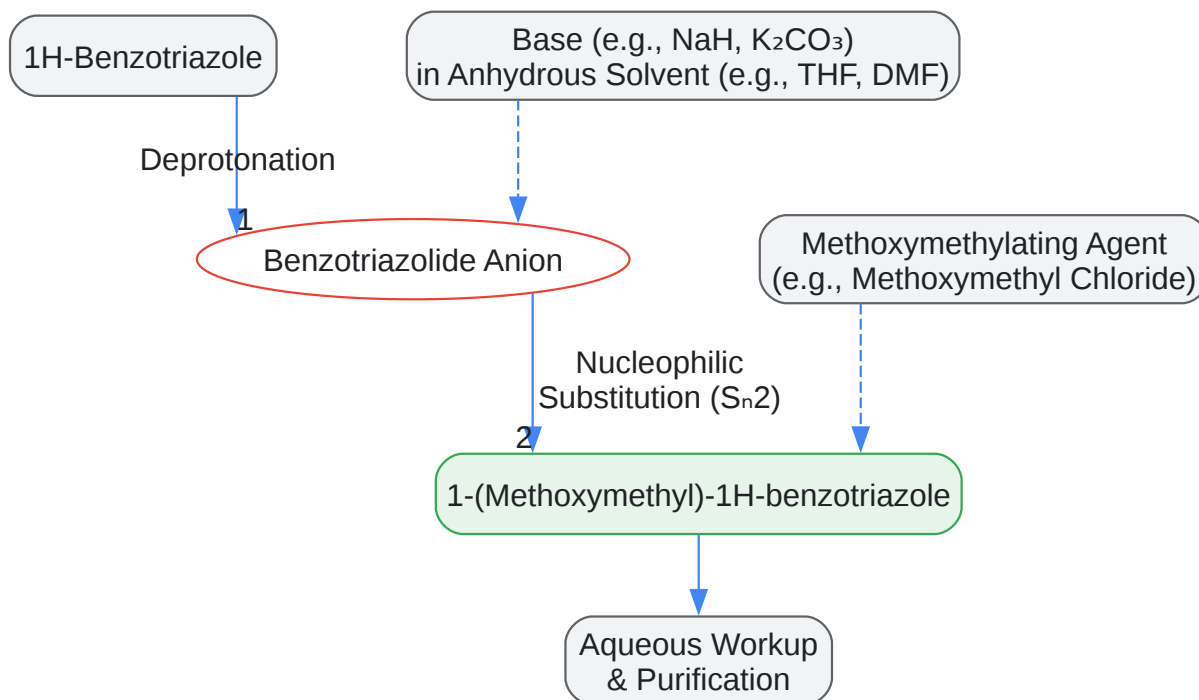 1H-Benzotriazole
Base (e.g., NaH, K₂CO₃)
in Anhydrous Solvent (e.g., THF, DMF)
Deprotonation
1
Benzotriazolide Anion
Methoxymethylating Agent
(e.g., Methoxymethyl Chloride)
Nucleophilic
Substitution (Sₙ2)
2
1-(Methoxymethyl)-1H-benzotriazole
Aqueous Workup
& Purification